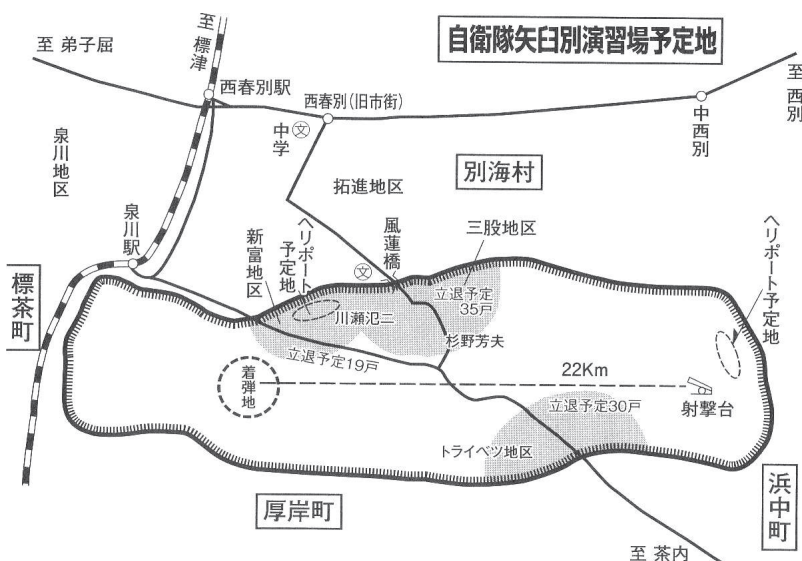 自衛隊矢臼別演習場予定地
至 弟子屈
至 標津
至 西別
西春別駅
西春別(旧市街)
中学
文
中西別
泉川地区
拓進地区
別海村
泉川駅
新富地区
ヘリポート
予定地
文
風蓮橋
三股地区
ヘリポート予定地
標茶町
川瀬氾二
立退予定
35戸
杉野芳夫
立退予定19戸
着弾地
22Km
射撃台
立退予定30戸
トライベツ地区
厚岸町
浜中町
至 茶内